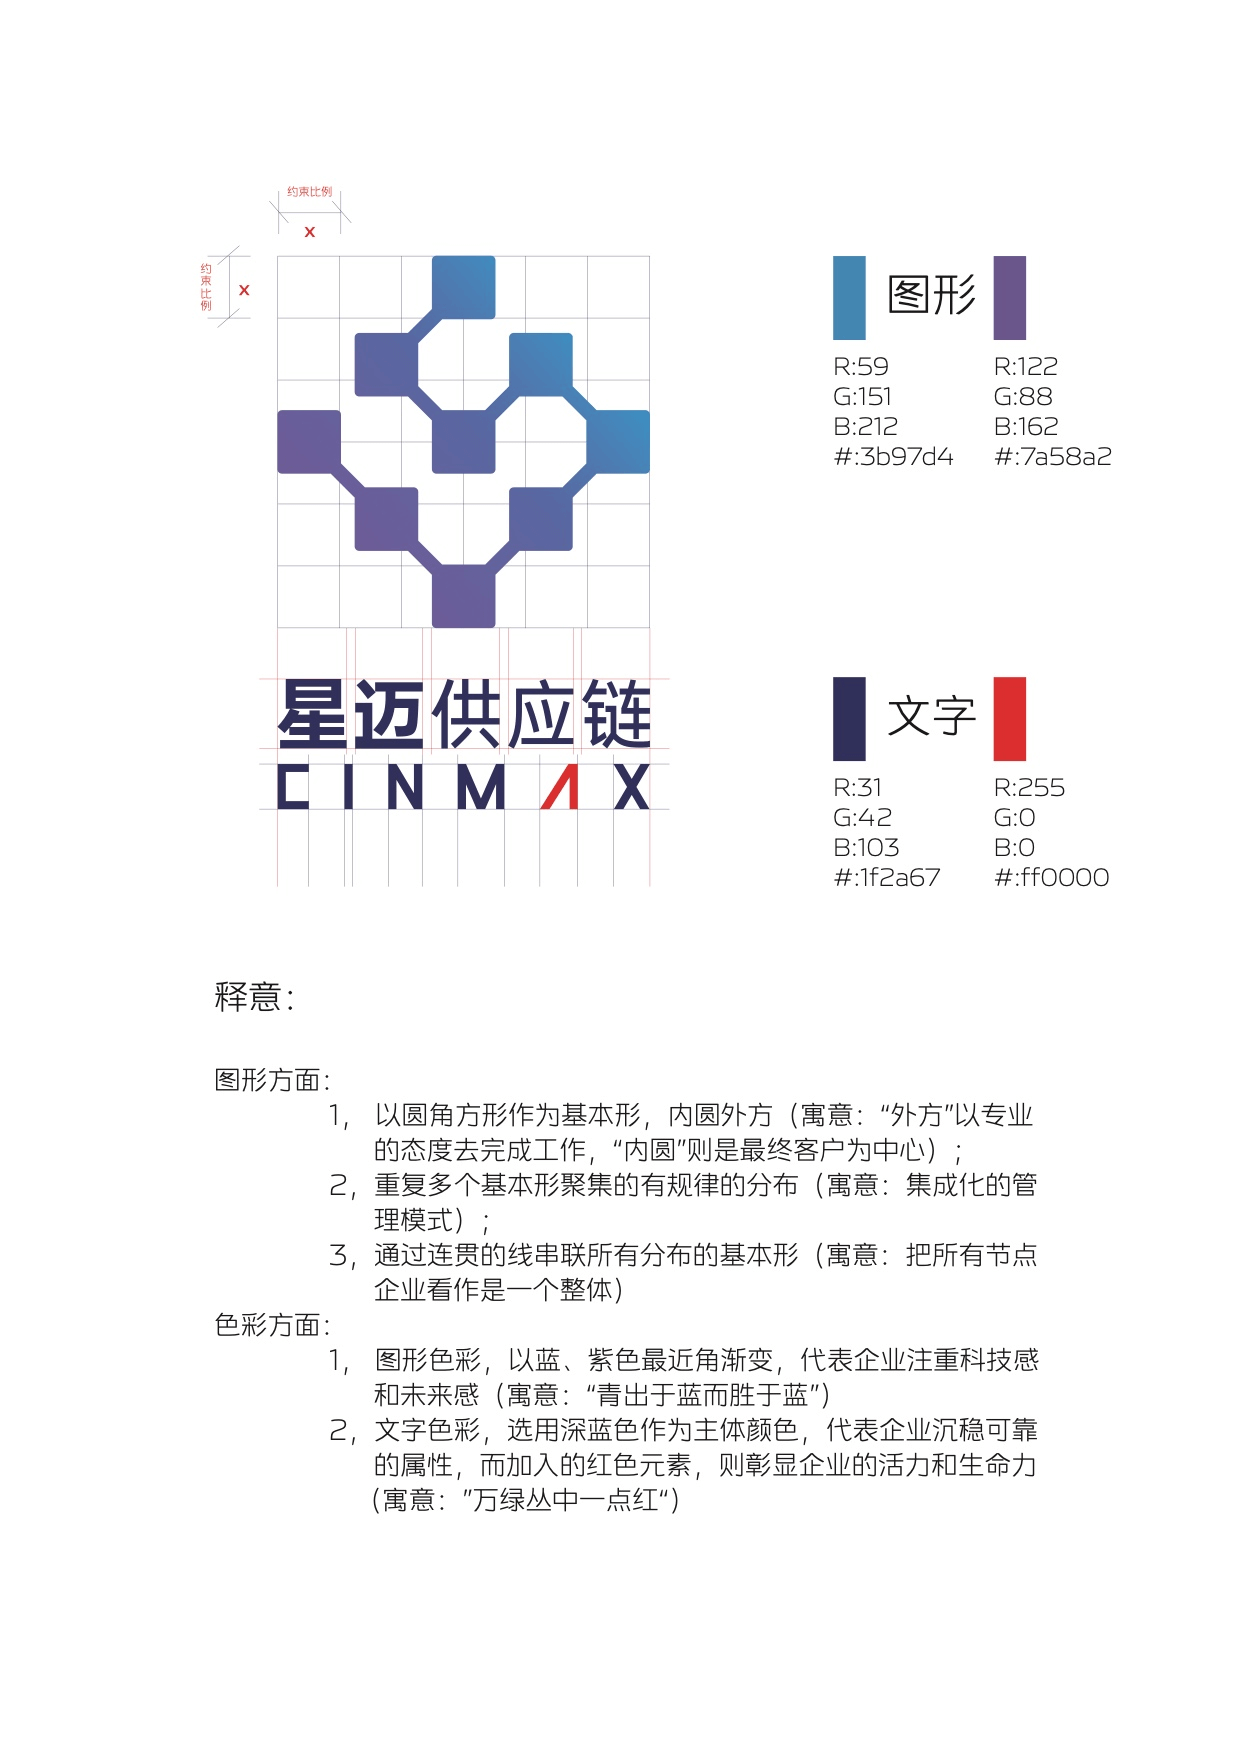 约束比例
x
约束比例
x
图形
R:59
G:151
B:212
#:3b97d4
R:122
G:88
B:162
#:7a58a2
星迈供应链
CINMAX
文字
R:31
G:42
B:103
#:1f2a67
R:255
G:0
B:0
#:ff0000
释意：
图形方面：
1， 以圆角方形作为基本形，内圆外方（寓意：“外方”以专业
的态度去完成工作，“内圆”则是最终客户为中心）；
2，重复多个基本形聚集的有规律的分布（寓意：集成化的管
理模式）；
3，通过连贯的线串联所有分布的基本形（寓意：把所有节点
企业看作是一个整体）
色彩方面：
1， 图形色彩，以蓝、紫色最近角渐变，代表企业注重科技感
和未来感（寓意：“青出于蓝而胜于蓝”）
2，文字色彩，选用深蓝色作为主体颜色，代表企业沉稳可靠
的属性，而加入的红色元素，则彰显企业的活力和生命力
（寓意：”万绿丛中一点红“）